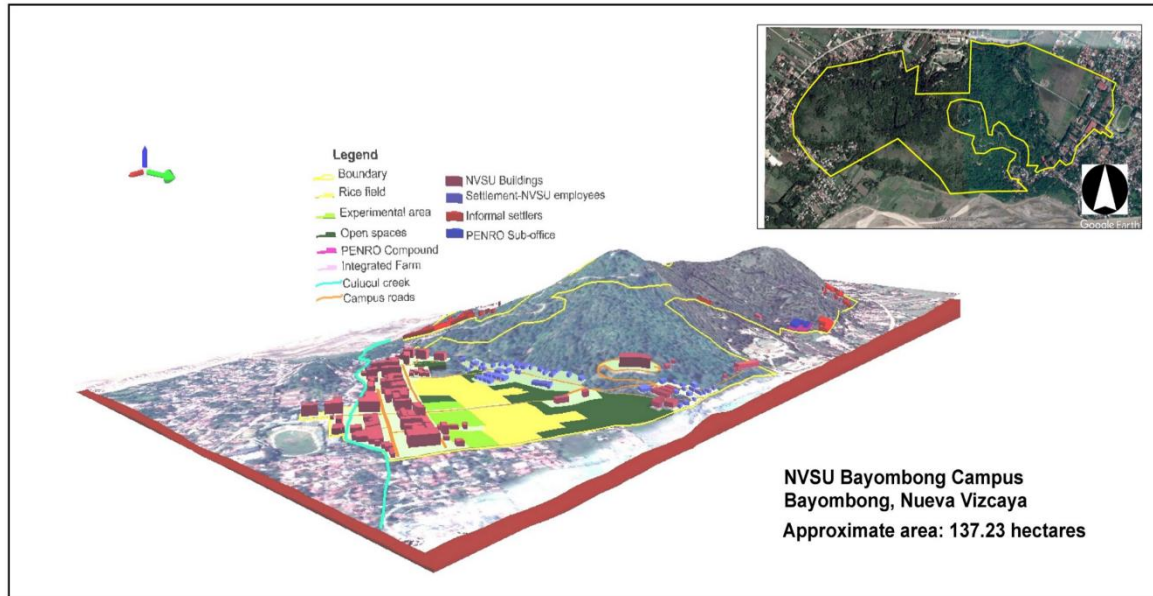 Legend
Boundary
Rice field
Experimental area
Open spaces
PENRO Compound
Integrated Farm
Culucul creek
Campus roads
NVSU Buildings
Settlement-NVSU employees
Informal settlers
PENRO Sub-office
Google Earth
NVSU Bayombong Campus
Bayombong, Nueva Vizcaya
Approximate area: 137.23 hectares